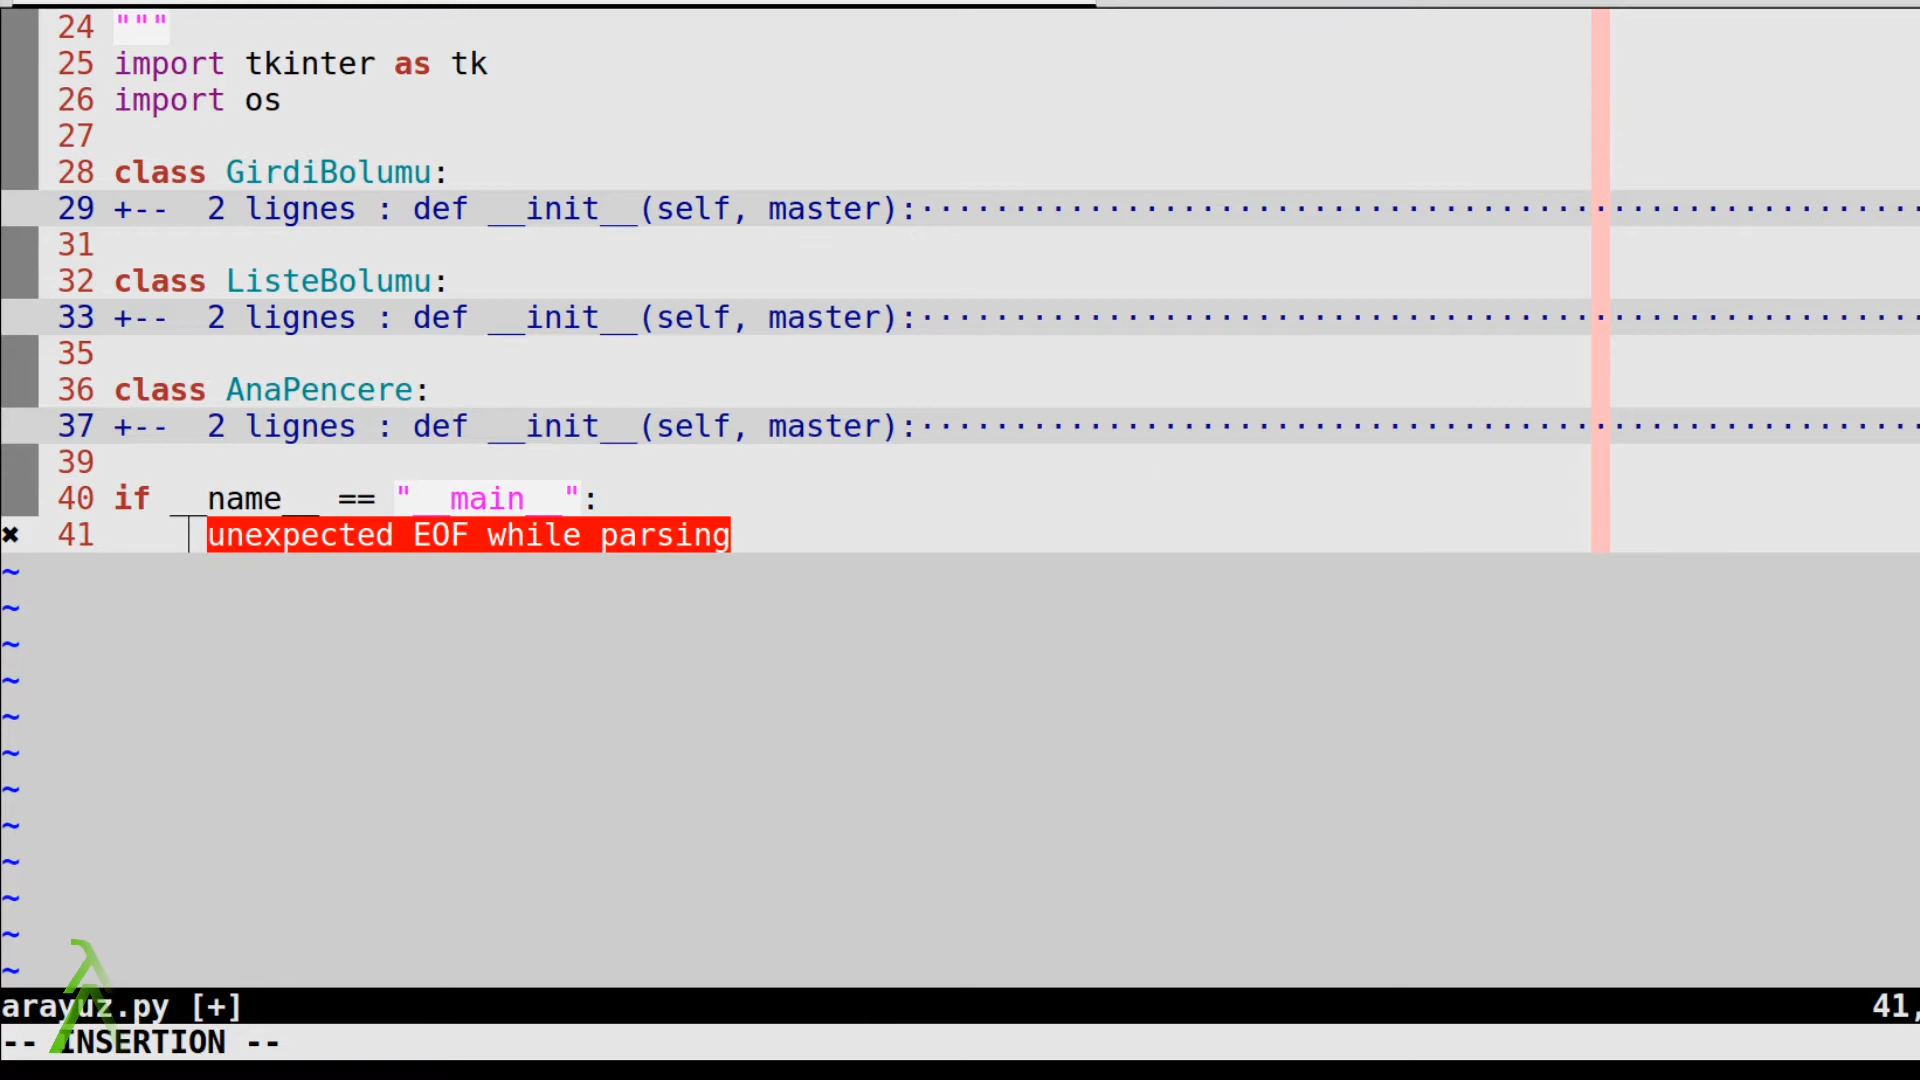 24 """
25 import tkinter as tk
26 import os
27
28 class GirdiBolumu:
29 +-- 2 lignes : def __init__(self, master):··············································
31
32 class ListeBolumu:
33 +-- 2 lignes : def __init__(self, master):··············································
35
36 class AnaPencere:
37 +-- 2 lignes : def __init__(self, master):··············································
39
40 if __name__ == "__main__":
✖ 41 unexpected EOF while parsing
~
~
~
~
~
~
~
~
~
~
~
~
arayuz.py [+] 41,
-- INSERTION --